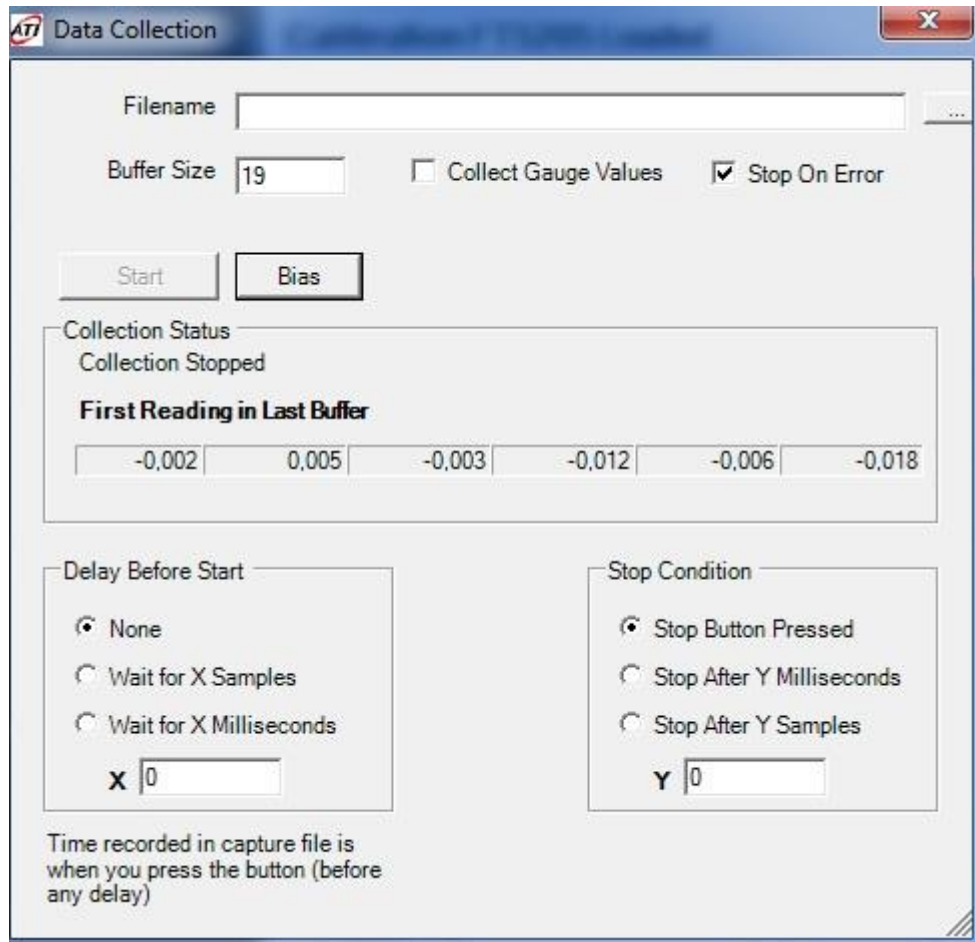 ATI Data Collection
Filename
...
Buffer Size 19 Collect Gauge Values Stop On Error
Start Bias
Collection Status
Collection Stopped
First Reading in Last Buffer
-0,002 0,005 -0,003 -0,012 -0,006 -0,018
Delay Before Start
None
Wait for X Samples
Wait for X Milliseconds
X 0
Stop Condition
Stop Button Pressed
Stop After Y Milliseconds
Stop After Y Samples
Y 0
Time recorded in capture file is
when you press the button (before
any delay)